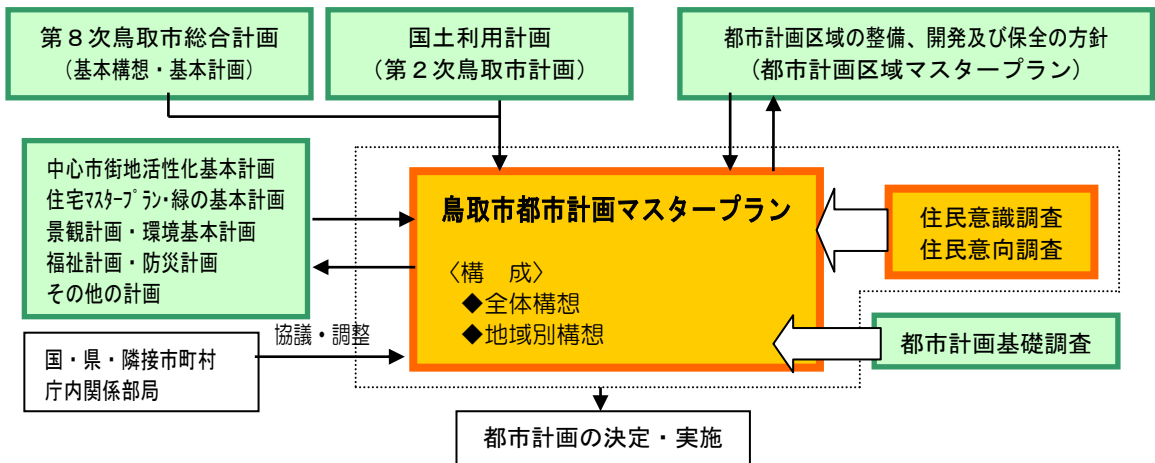 第８次鳥取市総合計画
（基本構想・基本計画）
国土利用計画
（第２次鳥取市計画）
都市計画区域の整備、開発及び保全の方針
（都市計画区域マスタープラン）
中心市街地活性化基本計画
住宅ﾏｽﾀｰﾌﾟﾗﾝ・緑の基本計画
景観計画・環境基本計画
福祉計画・防災計画
その他の計画
鳥取市都市計画マスタープラン
〈構　成〉
◆全体構想
◆地域別構想
住民意識調査
住民意向調査
都市計画基礎調査
協議・調整
国・県・隣接市町村
庁内関係部局
都市計画の決定・実施